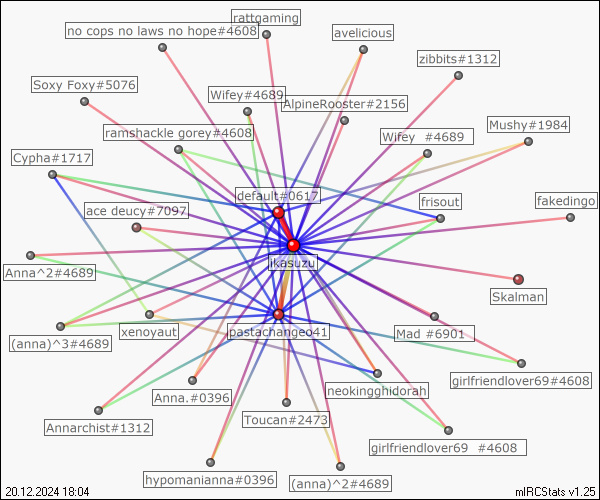 rattgaming
no cops no laws no hope#4608
avelicious
zibbits#1312
Soxy Foxy#5076
Wifey#4689
AlpineRooster#2156
Mushy#1984
ramshackle gorey#4608
Wifey  #4689
Cypha#1717
default#0617
frisout
fakedingo
ace deucy#7097
ikasuzu
Anna^2#4689
Skalman
xenoyaut
pastachangeo41
Mad #6901
(anna)^3#4689
girlfriendlover69#4608
Anna.#0396
neokingghidorah
Toucan#2473
Annarchist#1312
girlfriendlover69  #4608
hypomanianna#0396
(anna)^2#4689
20.12.2024 18:04
mIRCStats v1.25